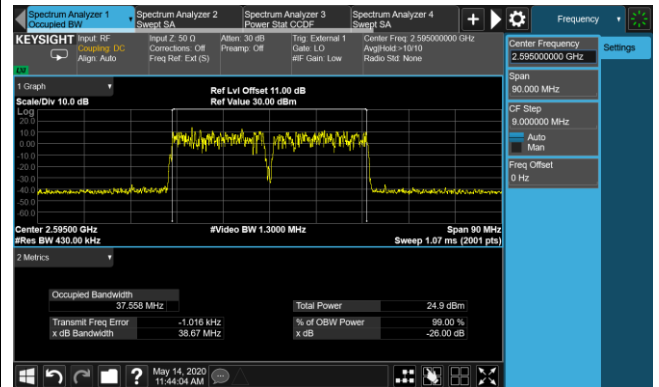 Spectrum Analyzer 1
Occupied BW
Spectrum Analyzer 2
Swept SA
Spectrum Analyzer 3
Power Stat CCDF
Spectrum Analyzer 4
Swept SA
Frequency
KEYSIGHT
Input: RF
Coupling: DC
Align: Auto
Input Z: 50 Ω
Corrections: Off
Freq Ref: Ext (S)
Atten: 30 dB
Preamp: Off
Trig: External 1
Gate: LO
#IF Gain: Low
Center Freq: 2.595000000 GHz
Avg|Hold:>10/10
Radio Std: None
LXI
1 Graph
Scale/Div 10.0 dB
Ref Lvl Offset 11.00 dB
Ref Value 30.00 dBm
Log
20.0
10.0
0.00
-10.0
-20.0
-30.0
-40.0
-50.0
-60.0
Center 2.59500 GHz
#Res BW 430.00 kHz
#Video BW 1.3000 MHz
Span 90 MHz
Sweep 1.07 ms (2001 pts)
2 Metrics
Occupied Bandwidth
37.558 MHz
Total Power 24.9 dBm
Transmit Freq Error -1.016 kHz
% of OBW Power 99.00 %
x dB Bandwidth 38.67 MHz
x dB -26.00 dB
Center Frequency
2.595000000 GHz
Settings
Span
90.000 MHz
CF Step
9.000000 MHz
Auto
Man
Freq Offset
0 Hz
May 14, 2020
11:44:04 AM